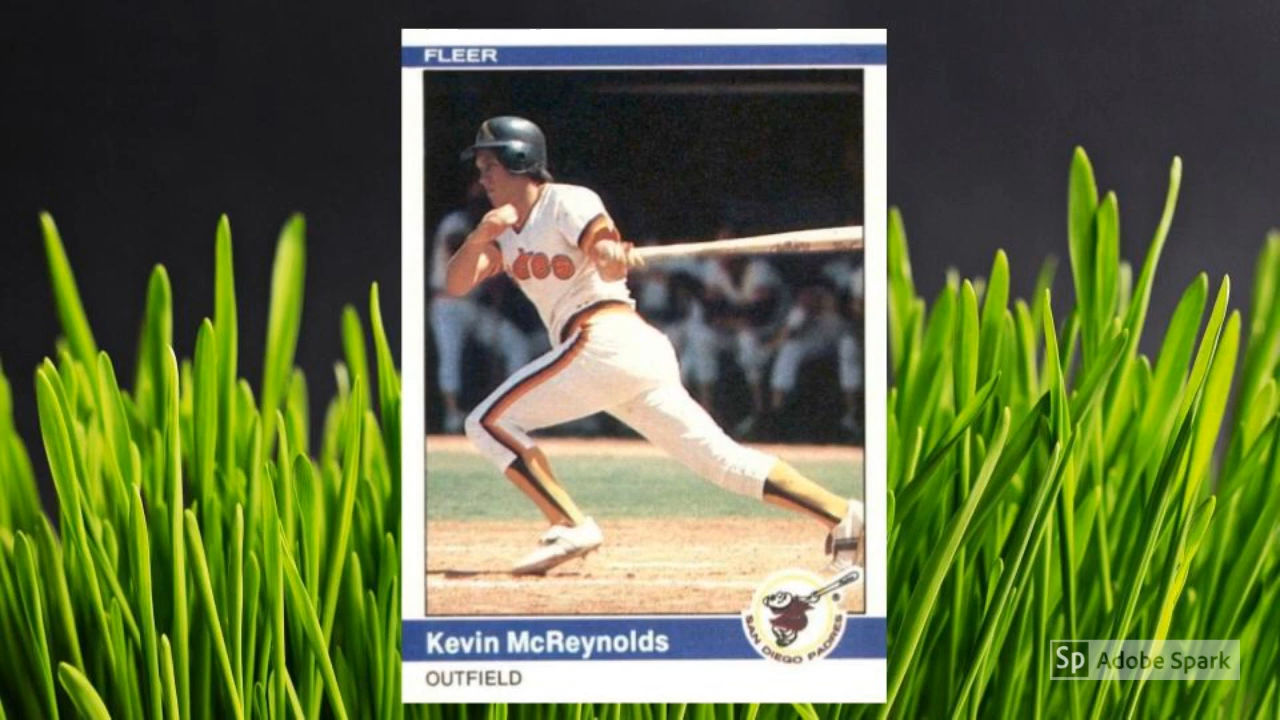 FLEER
SAN DIEGO PADRES
®
Kevin McReynolds
OUTFIELD
Sp Adobe Spark